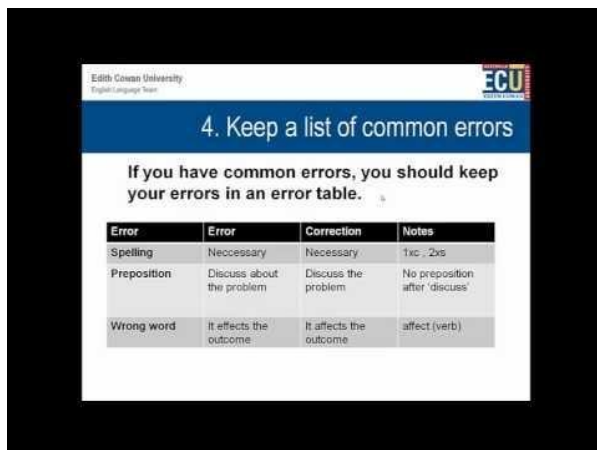 Edith Cowan University
English Language Team
ECU
4. Keep a list of common errors
If you have common errors, you should keep
your errors in an error table.
Error Error Correction Notes
Spelling Neccessary Necessary 1xc , 2xs
Preposition Discuss about Discuss the No preposition
the problem problem after 'discuss'
Wrong word It effects the It affects the affect (verb)
outcome outcome